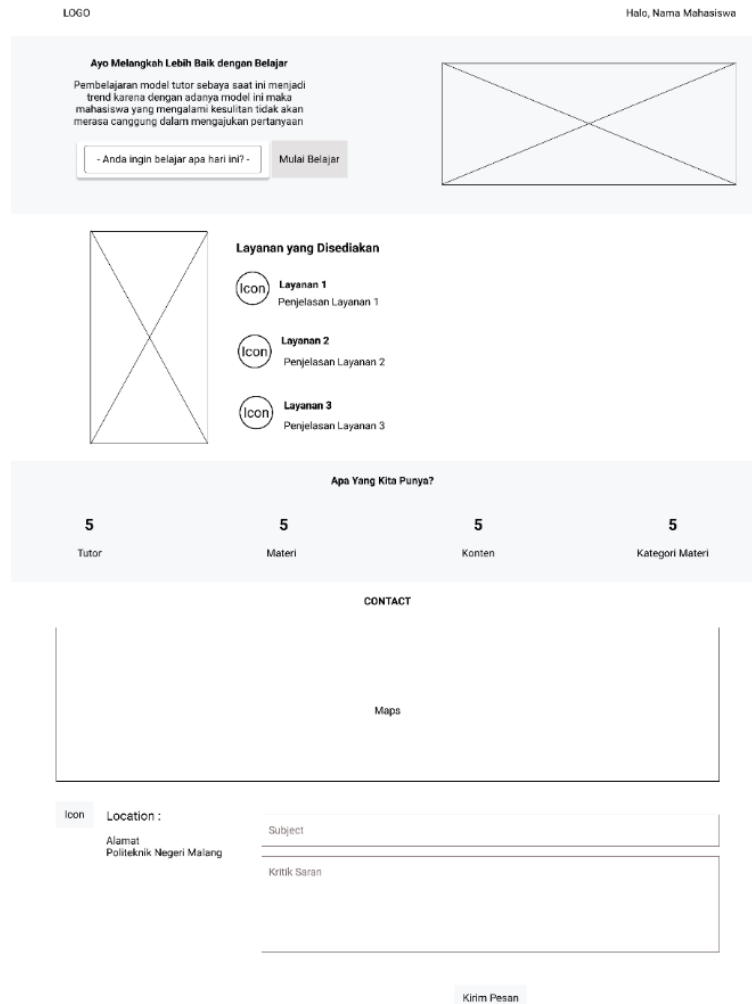 LOGO
Halo, Nama Mahasiswa
Ayo Melangkah Lebih Baik dengan Belajar
Pembelajaran model tutor sebaya saat ini menjadi
trend karena dengan adanya model ini maka
mahasiswa yang mengalami kesulitan tidak akan
merasa canggung dalam mengajukan pertanyaan
- Anda ingin belajar apa hari ini? -
Mulai Belajar
Layanan yang Disediakan
Icon
Layanan 1
Penjelasan Layanan 1
Icon
Layanan 2
Penjelasan Layanan 2
Icon
Layanan 3
Penjelasan Layanan 3
Apa Yang Kita Punya?
5
5
5
5
Tutor
Materi
Konten
Kategori Materi
CONTACT
Maps
Icon
Location :
Alamat
Politeknik Negeri Malang
Subject
Kritik Saran
Kirim Pesan